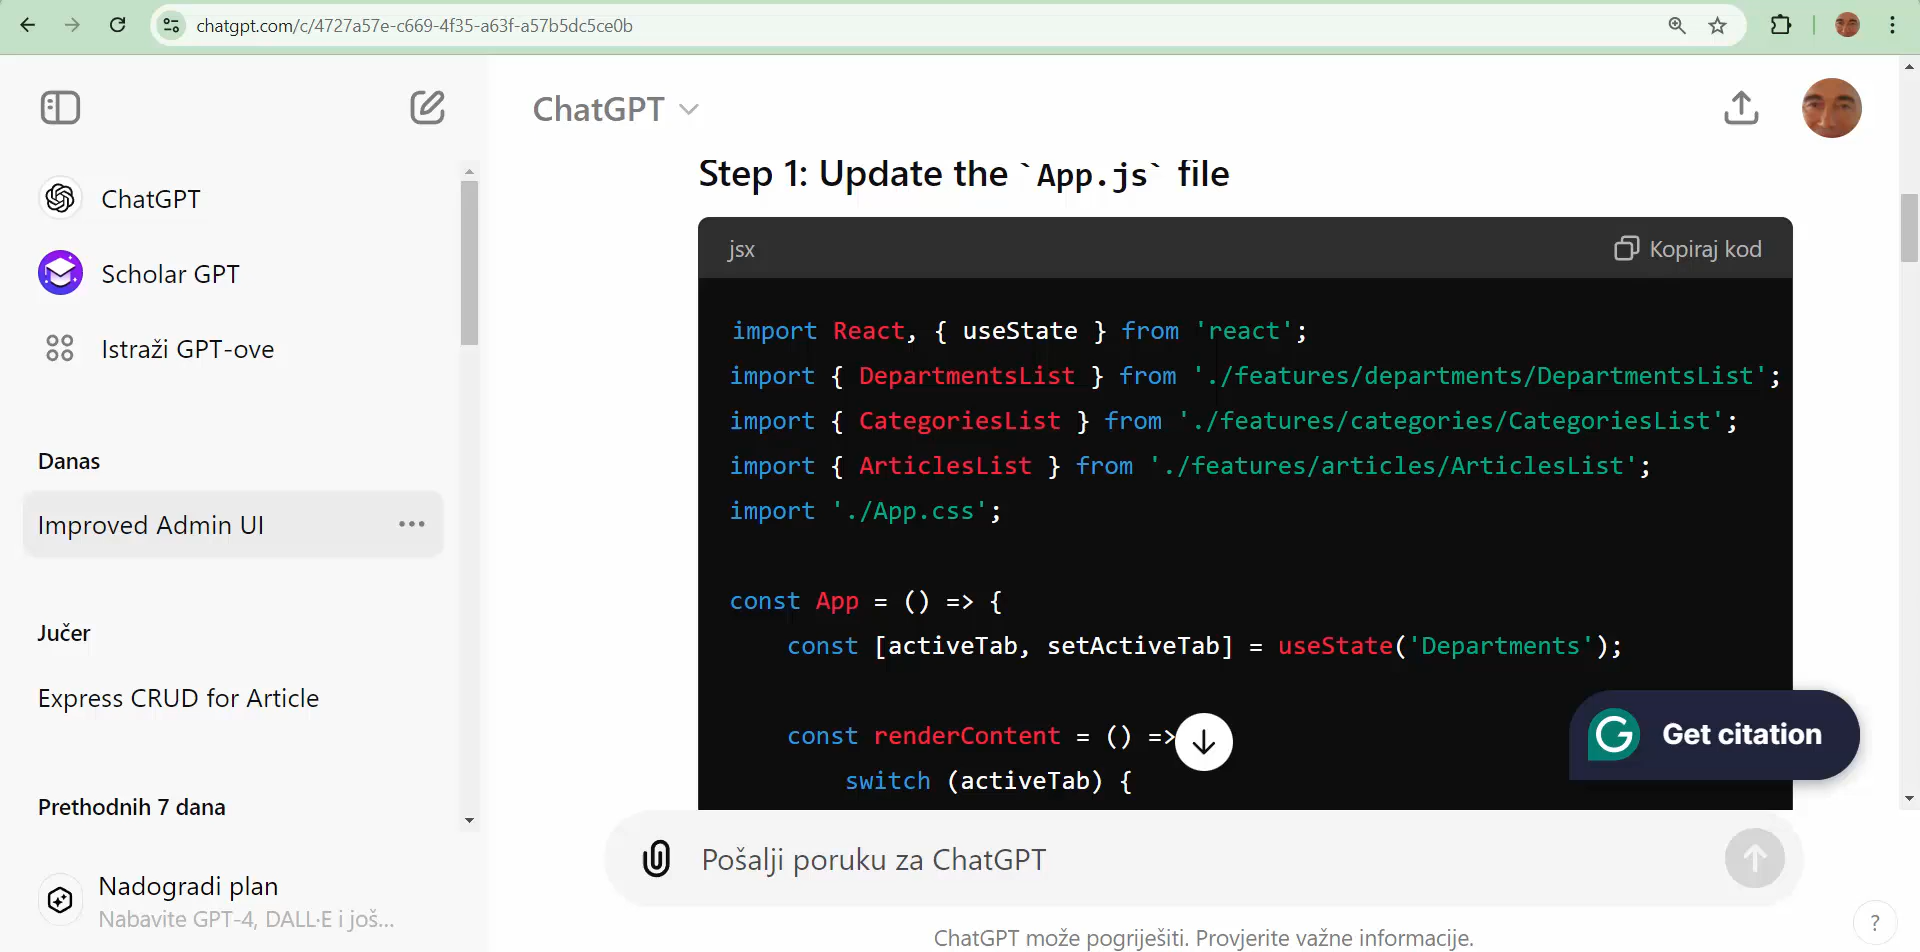 chatgpt.com/c/4727a57e-c669-4f35-a63f-a57b5dc5ce0b
ChatGPT
Scholar GPT
Istraži GPT-ove
Danas
Improved Admin UI
Jučer
Express CRUD for Article
Prethodnih 7 dana
Nadogradi plan
Nabavite GPT-4, DALL·E i još...
ChatGPT
Step 1: Update the `App.js` file
jsx
Kopiraj kod
import React, { useState } from 'react';
import { DepartmentsList } from './features/departments/DepartmentsList';
import { CategoriesList } from './features/categories/CategoriesList';
import { ArticlesList } from './features/articles/ArticlesList';
import './App.css';
const App = () => {
const [activeTab, setActiveTab] = useState('Departments');
const renderContent = () =>
switch (activeTab) {
Get citation
Pošalji poruku za ChatGPT
ChatGPT može pogriješiti. Provjerite važne informacije.
?